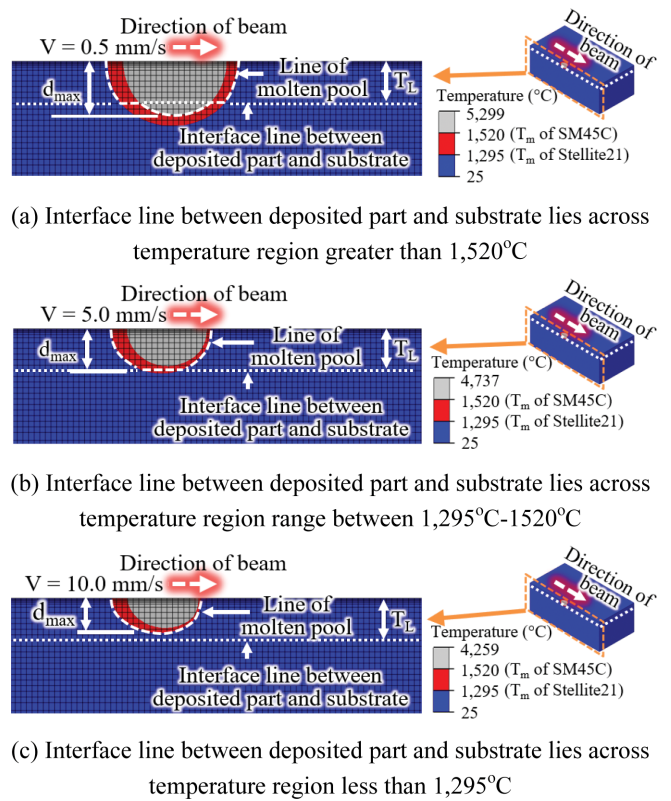 Direction of beam
V = 0.5 mm/s
dmax
Line of
molten pool
TL
Interface line between
deposited part and substrate
Direction of
beam
Temperature (°C)
5,299
1,520 (Tm of SM45C)
1,295 (Tm of Stellite21)
25
(a) Interface line between deposited part and substrate lies across
temperature region greater than 1,520°C
Direction of beam
V = 5.0 mm/s
dmax
Line of
molten pool
TL
Interface line between
deposited part and substrate
Direction of
beam
Temperature (°C)
4,737
1,520 (Tm of SM45C)
1,295 (Tm of Stellite21)
25
(b) Interface line between deposited part and substrate lies across
temperature region range between 1,295°C-1520°C
Direction of beam
V = 10.0 mm/s
dmax
Line of
molten pool
TL
Interface line between
deposited part and substrate
Direction of
beam
Temperature (°C)
4,259
1,520 (Tm of SM45C)
1,295 (Tm of Stellite21)
25
(c) Interface line between deposited part and substrate lies across
temperature region less than 1,295°C